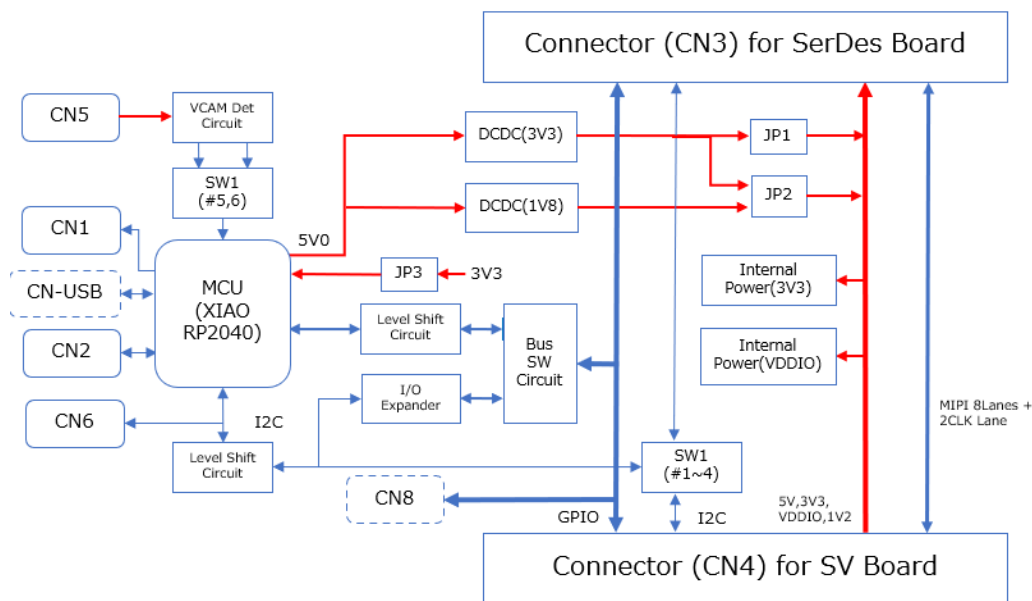 Connector (CN3) for SerDes Board
CN5
VCAM Det
Circuit
DCDC(3V3)
JP1
SW1
(#5,6)
JP2
DCDC(1V8)
CN1
5V0
MCU
(XIAO
RP2040)
JP3
3V3
Internal
Power(3V3)
CN-USB
Level Shift
Circuit
Bus
SW
Circuit
Internal
Power(VDDIO)
CN2
I/O
Expander
CN6
I2C
MIPI 8Lanes +
2CLK Lane
Level Shift
Circuit
SW1
(#1~4)
CN8
GPIO
I2C
5V,3V3,
VDDIO,1V2
Connector (CN4) for SV Board